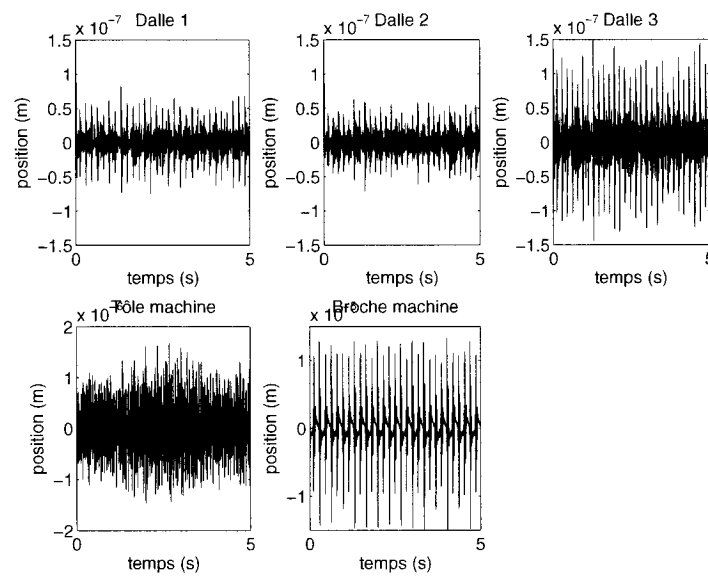 x 10⁻⁷ Dalle 1
1.5
1
0.5
0
−0.5
−1
−1.5
position (m)
0 5
temps (s)
x 10⁻⁷ Dalle 2
1.5
1
0.5
0
−0.5
−1
−1.5
position (m)
0 5
temps (s)
x 10⁻⁷ Dalle 3
1.5
1
0.5
0
−0.5
−1
−1.5
position (m)
0 5
temps (s)
x 10 Tôle machine
2
1
0
−1
−2
position (m)
0 5
temps (s)
x 10 Broche machine
1
0
−1
position (m)
0 5
temps (s)